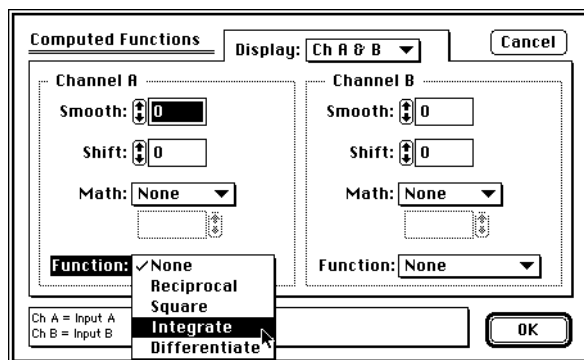 Computed Functions
Display: Ch A & B
Cancel
Channel A
Smooth: 0
Shift: 0
Math: None
Function: ✓None
Reciprocal
Square
Integrate
Differentiate
Channel B
Smooth: 0
Shift: 0
Math: None
Function: None
Ch A = Input A
Ch B = Input B
OK